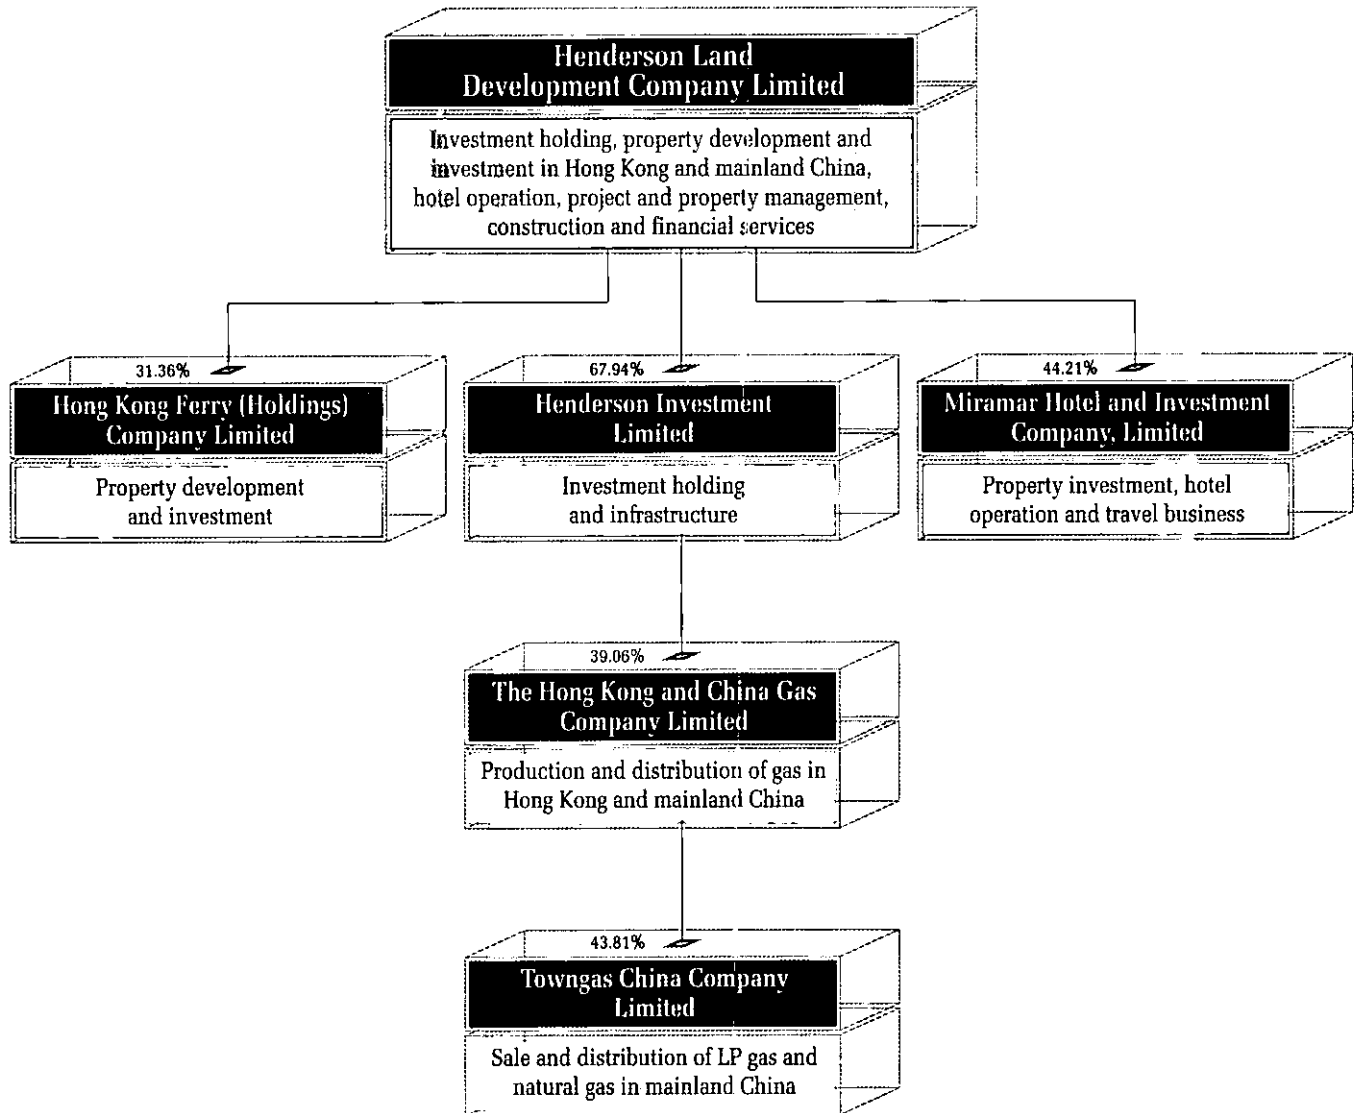 Henderson Land
Development Company Limited
Investment holding, property development and
investment in Hong Kong and mainland China,
hotel operation, project and property management,
construction and financial services
31.36%
Hong Kong Ferry (Holdings)
Company Limited
Property development
and investment
67.94%
Henderson Investment
Limited
Investment holding
and infrastructure
44.21%
Miramar Hotel and Investment
Company, Limited
Property investment, hotel
operation and travel business
39.06%
The Hong Kong and China Gas
Company Limited
Production and distribution of gas in
Hong Kong and mainland China
43.81%
Towngas China Company
Limited
Sale and distribution of LP gas and
natural gas in mainland China